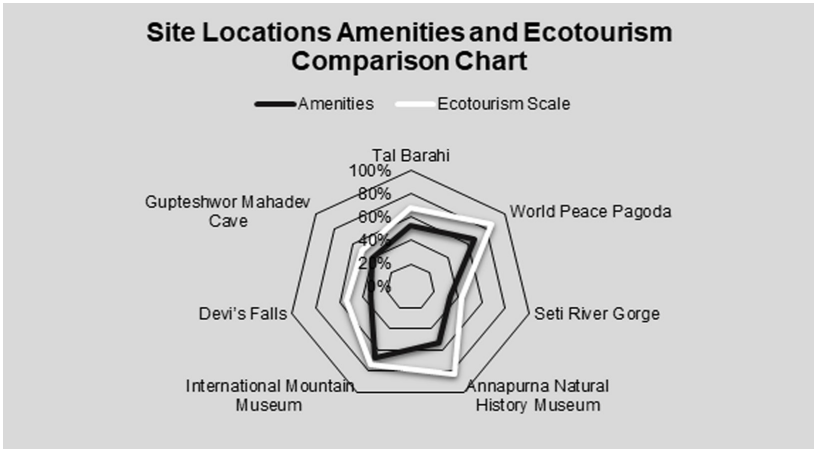 Site Locations Amenities and Ecotourism
Comparison Chart
Amenities
Ecotourism Scale
Tal Barahi
100%
80%
60%
40%
20%
0%
World Peace Pagoda
Seti River Gorge
Annapurna Natural
History Museum
International Mountain
Museum
Devi's Falls
Gupteshwor Mahadev
Cave